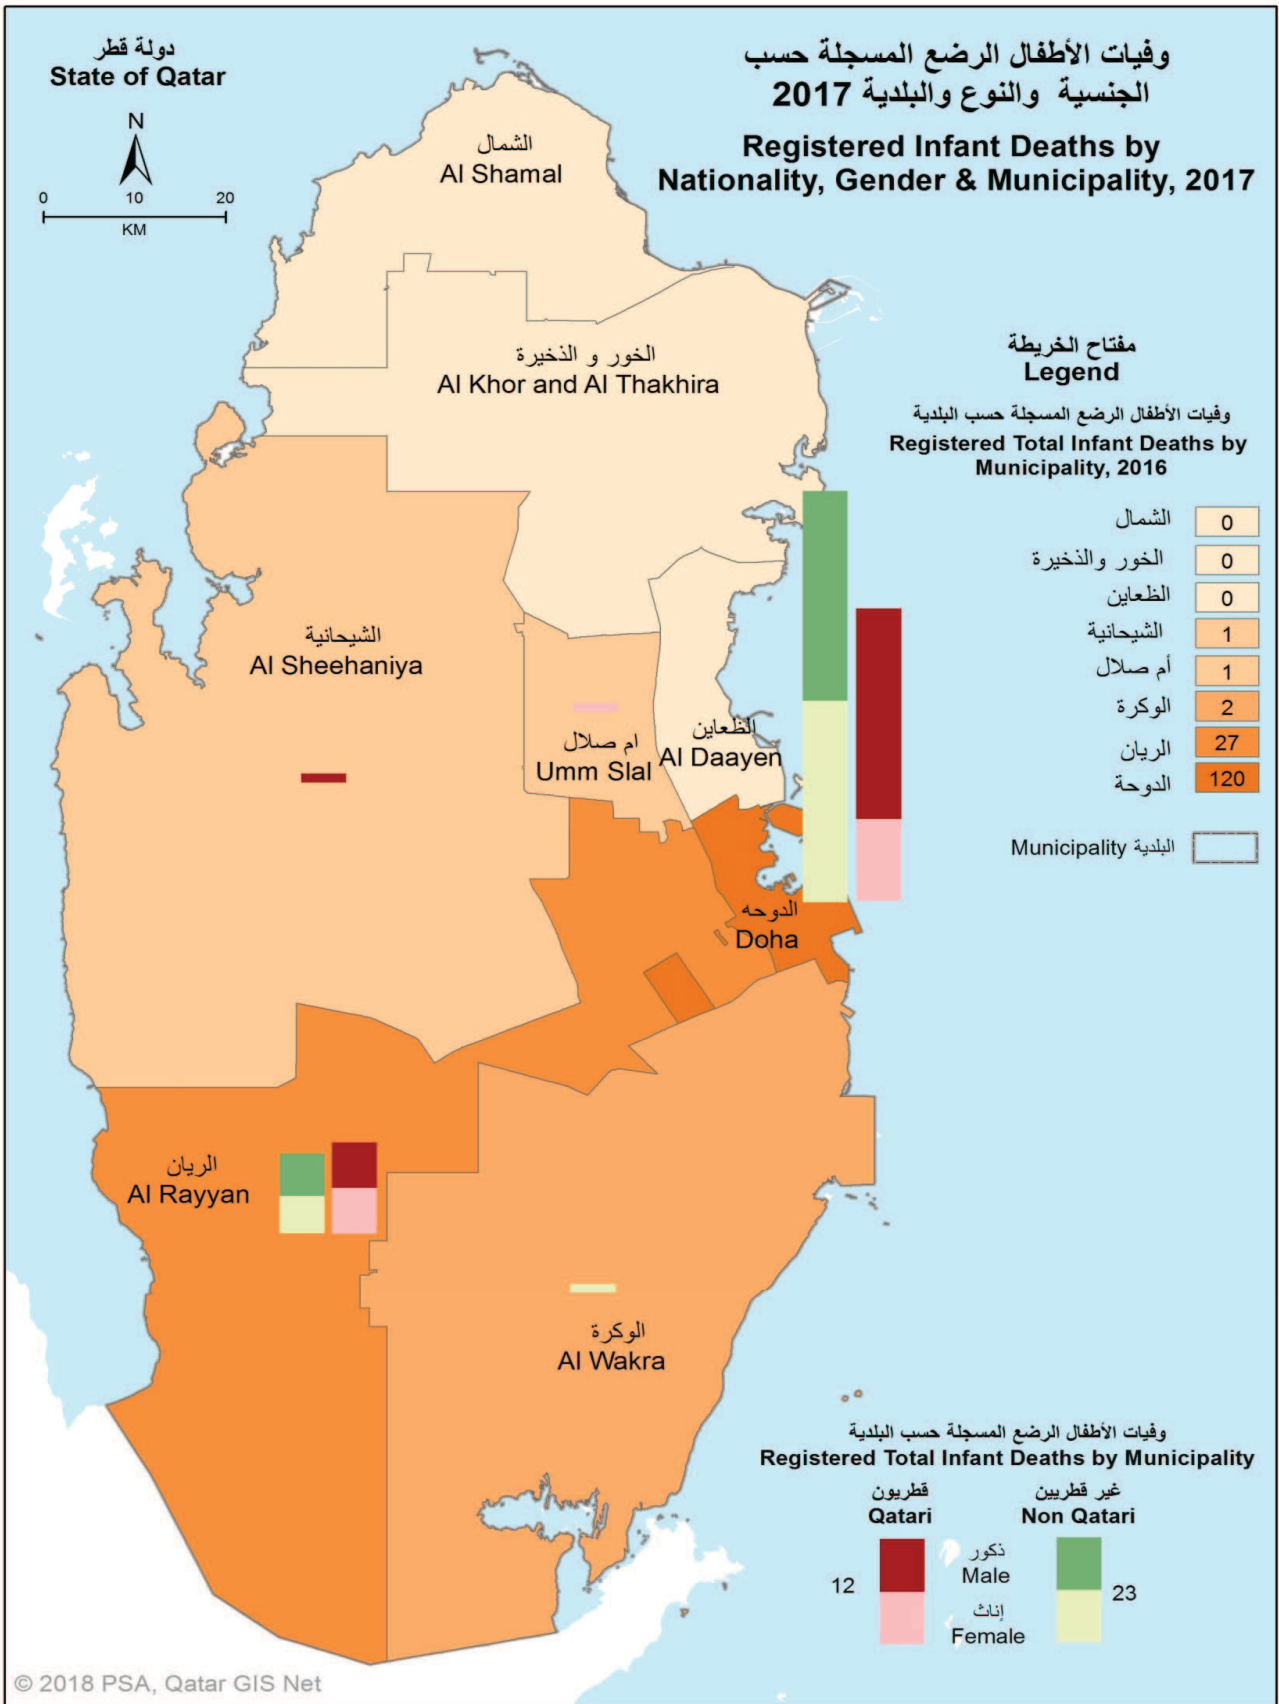 دولة قطر
State of Qatar
N
0 10 20
KM
وفيات الأطفال الرضع المسجلة حسب
الجنسية والنوع والبلدية 2017
Registered Infant Deaths by
Nationality, Gender & Municipality, 2017
الشمال
Al Shamal
الخور و الذخيرة
Al Khor and Al Thakhira
الشيحانية
Al Sheehaniya
ام صلال
Umm Slal
الظعاين
Al Daayen
الدوحه
Doha
الريان
Al Rayyan
الوكرة
Al Wakra
مفتاح الخريطة
Legend
وفيات الأطفال الرضع المسجلة حسب البلدية
Registered Total Infant Deaths by
Municipality, 2016
الشمال 0
الخور والذخيرة 0
الظعاين 0
الشيحانية 1
أم صلال 1
الوكرة 2
الريان 27
الدوحة 120
Municipality البلدية
وفيات الأطفال الرضع المسجلة حسب البلدية
Registered Total Infant Deaths by Municipality
قطريون
Qatari
غير قطريين
Non Qatari
ذكور
Male
12
23
إناث
Female
© 2018 PSA, Qatar GIS Net